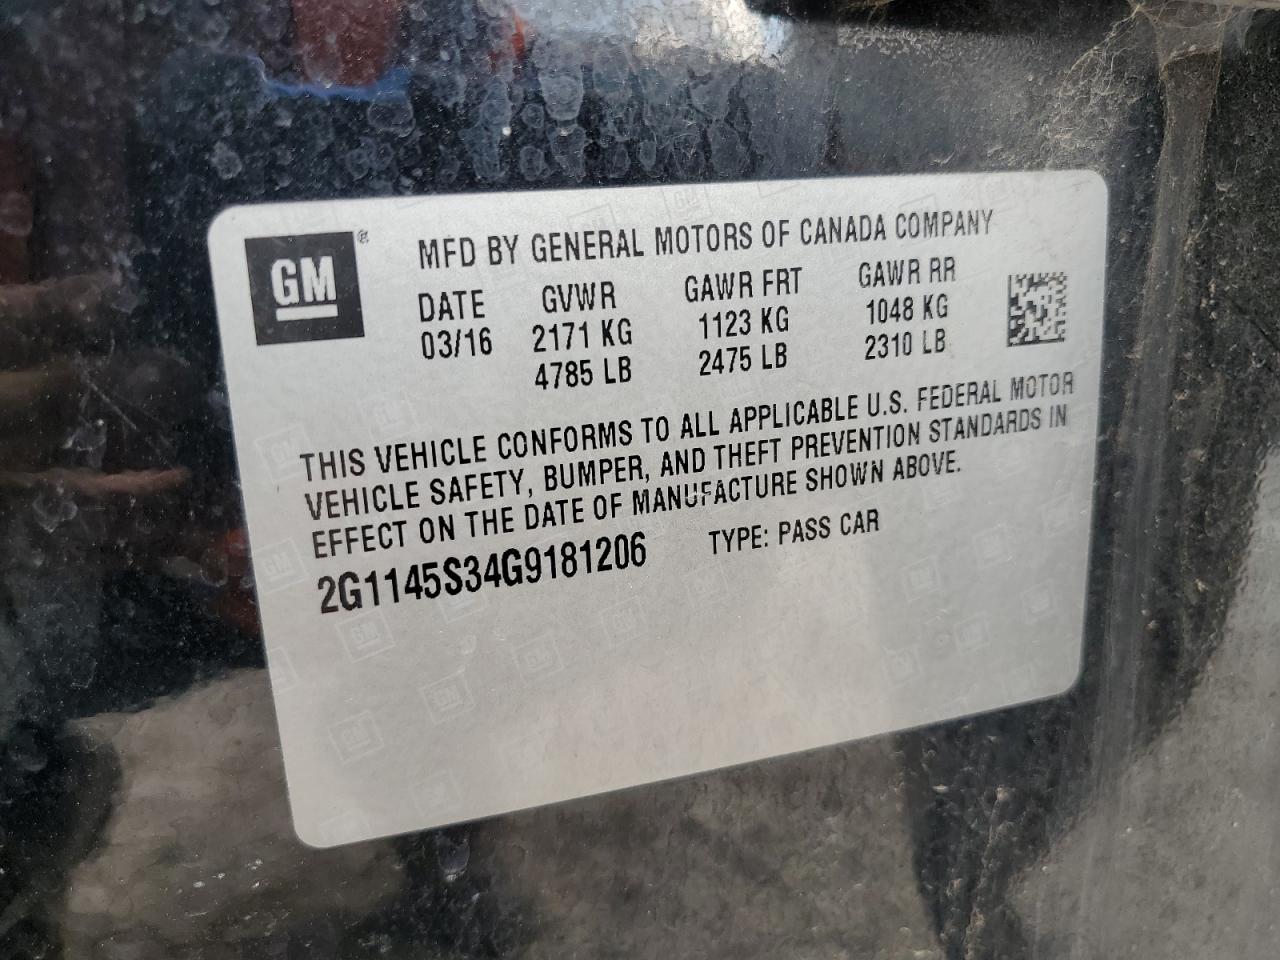 GM ®
MFD BY GENERAL MOTORS OF CANADA COMPANY
DATE GVWR GAWR FRT GAWR RR
03/16 2171 KG 1123 KG 1048 KG
4785 LB 2475 LB 2310 LB
THIS VEHICLE CONFORMS TO ALL APPLICABLE U.S. FEDERAL MOTOR
VEHICLE SAFETY, BUMPER, AND THEFT PREVENTION STANDARDS IN
EFFECT ON THE DATE OF MANUFACTURE SHOWN ABOVE.
2G1145S34G9181206 TYPE: PASS CAR